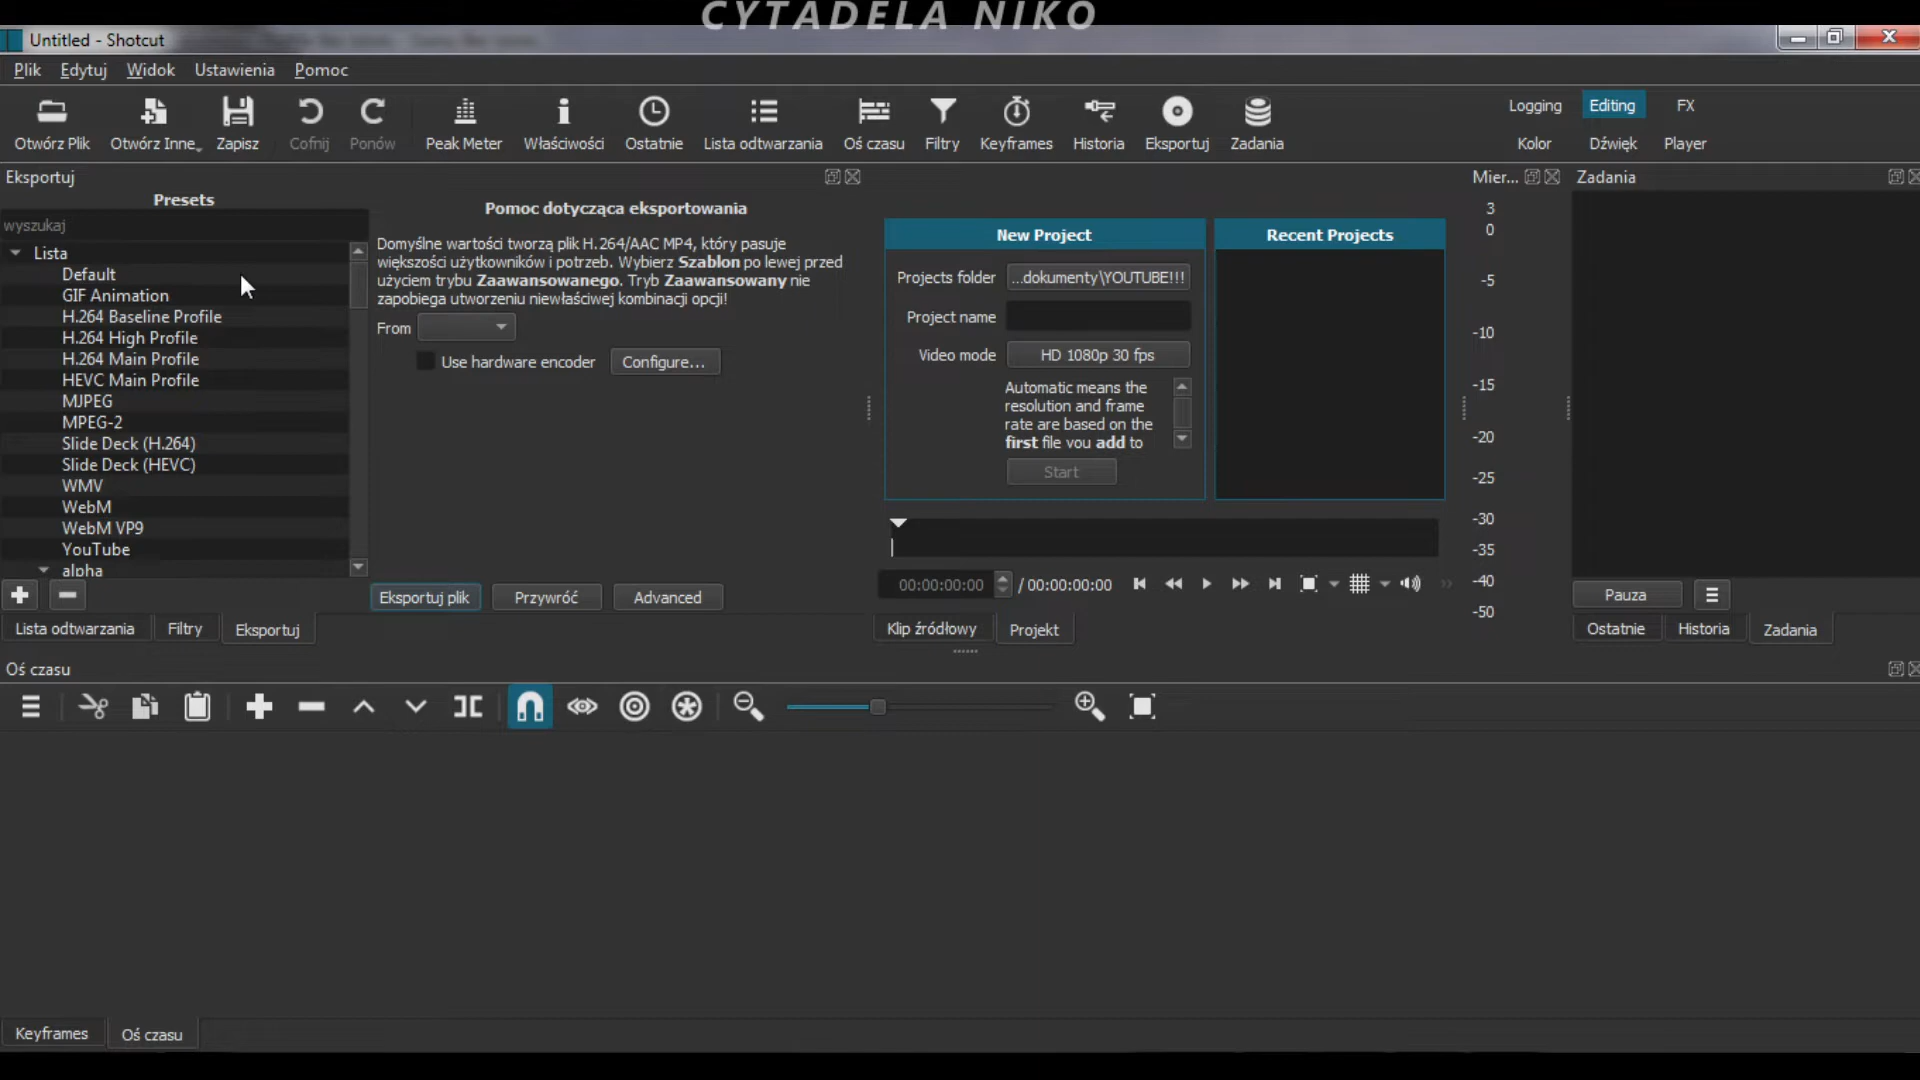 CYTADELA NIKO
Untitled - Shotcut
Plik Edytuj Widok Ustawienia Pomoc
Otwórz Plik Otwórz Inne Zapisz Cofnij Ponów Peak Meter Właściwości Ostatnie Lista odtwarzania Oś czasu Filtry Keyframes Historia Eksportuj Zadania
Logging Editing FX
Kolor Dźwięk Player
Eksportuj
Presets
wyszukaj
Lista
Default
GIF Animation
H.264 Baseline Profile
H.264 High Profile
H.264 Main Profile
HEVC Main Profile
MJPEG
MPEG-2
Slide Deck (H.264)
Slide Deck (HEVC)
WMV
WebM
WebM VP9
YouTube
alpha
Pomoc dotycząca eksportowania
Domyślne wartości tworzą plik H.264/AAC MP4, który pasuje
większości użytkowników i potrzeb. Wybierz Szablon po lewej przed
użyciem trybu Zaawansowanego. Tryb Zaawansowany nie
zapobiega utworzeniu niewłaściwej kombinacji opcji!
From
Use hardware encoder Configure...
Eksportuj plik Przywróć Advanced
Lista odtwarzania Filtry Eksportuj
New Project
Projects folder ...dokumenty\YOUTUBE!!!
Project name
Video mode HD 1080p 30 fps
Automatic means the
resolution and frame
rate are based on the
first file you add to
Start
Recent Projects
00:00:00:00 / 00:00:00:00
Klip źródłowy Projekt
Mier...
3
0
-5
-10
-15
-20
-25
-30
-35
-40
-50
Zadania
Pauza
Ostatnie Historia Zadania
Oś czasu
Keyframes Oś czasu